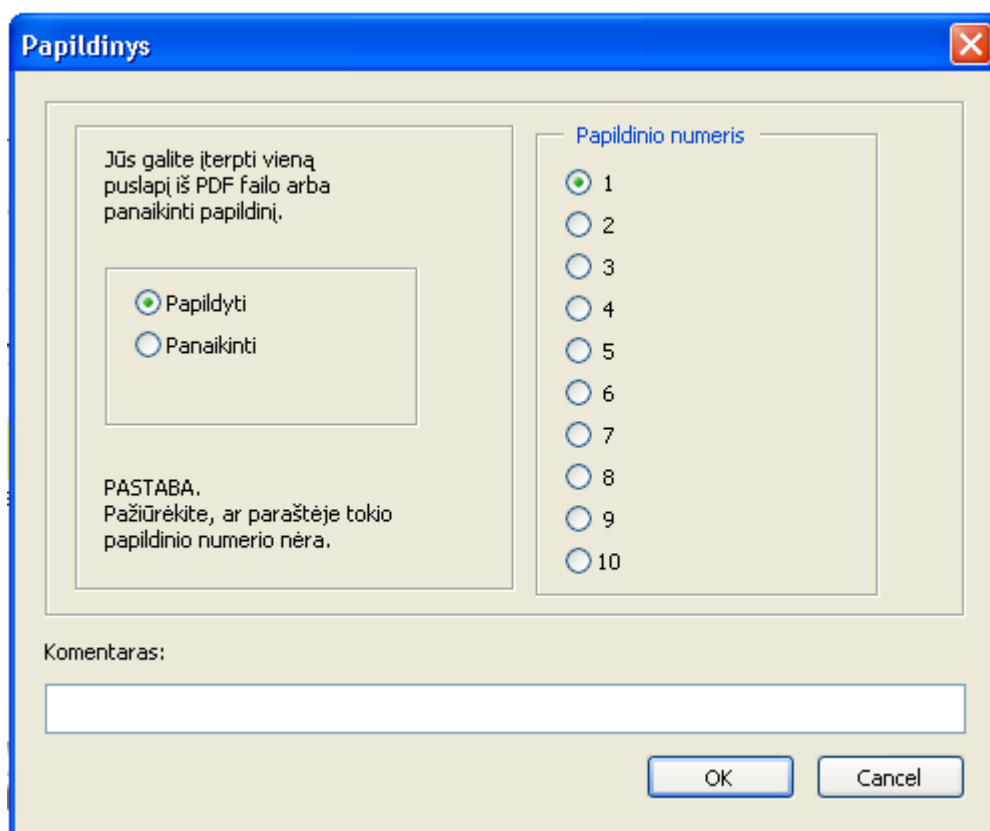 Papildinys
Jūs galite įterpti vieną
puslapį iš PDF failo arba
panaikinti papildinį.
Papildyti
Panaikinti
PASTABA.
Pažiūrėkite, ar paraštėje tokio
papildinio numerio nėra.
Papildinio numeris
1
2
3
4
5
6
7
8
9
10
Komentaras:
OK
Cancel